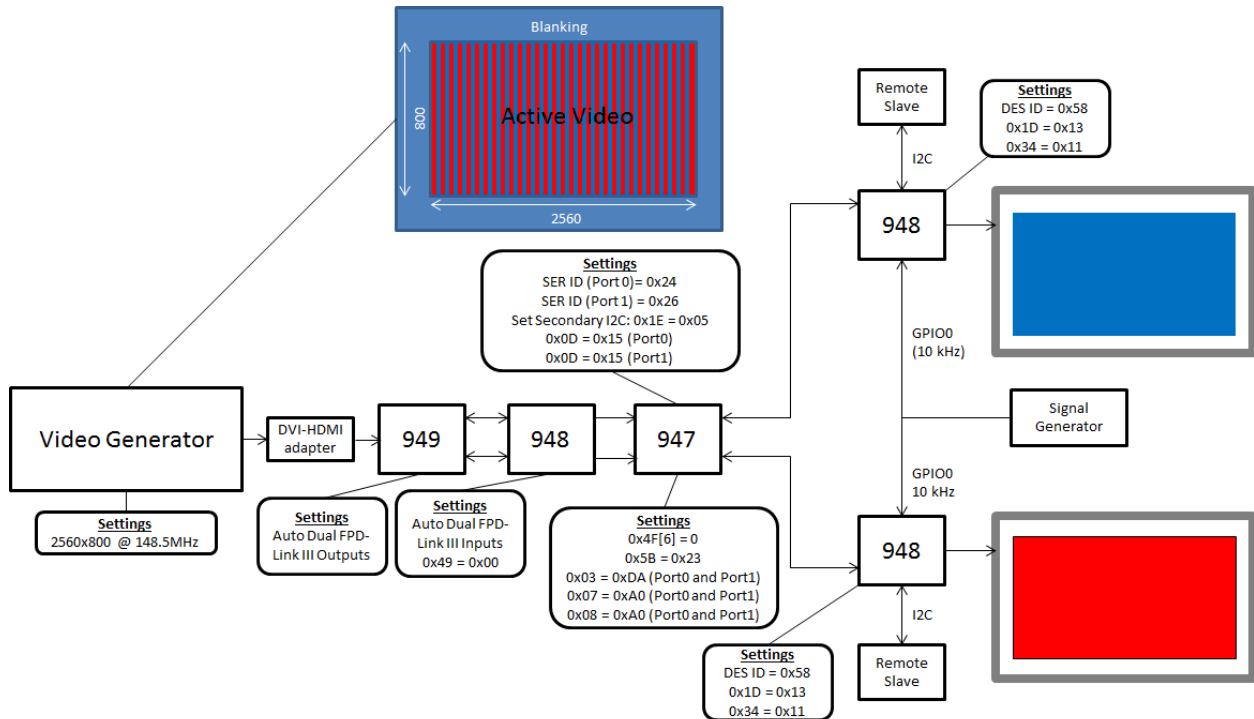 Blanking
800
Active Video
2560
Remote
Slave
Settings
DES ID = 0x58
0x1D = 0x13
0x34 = 0x11
I2C
948
Settings
SER ID (Port 0)= 0x24
SER ID (Port 1) = 0x26
Set Secondary I2C: 0x1E = 0x05
0x0D = 0x15 (Port0)
0x0D = 0x15 (Port1)
GPIO0
(10 kHz)
Video Generator
DVI-HDMI
adapter
949
948
947
Signal
Generator
GPIO0
10 kHz
Settings
2560x800 @ 148.5MHz
Settings
Auto Dual FPD-
Link III Outputs
Settings
Auto Dual FPD-
Link III Inputs
0x49 = 0x00
Settings
0x4F[6] = 0
0x5B = 0x23
0x03 = 0xDA (Port0 and Port1)
0x07 = 0xA0 (Port0 and Port1)
0x08 = 0xA0 (Port0 and Port1)
948
I2C
Settings
DES ID = 0x58
0x1D = 0x13
0x34 = 0x11
Remote
Slave